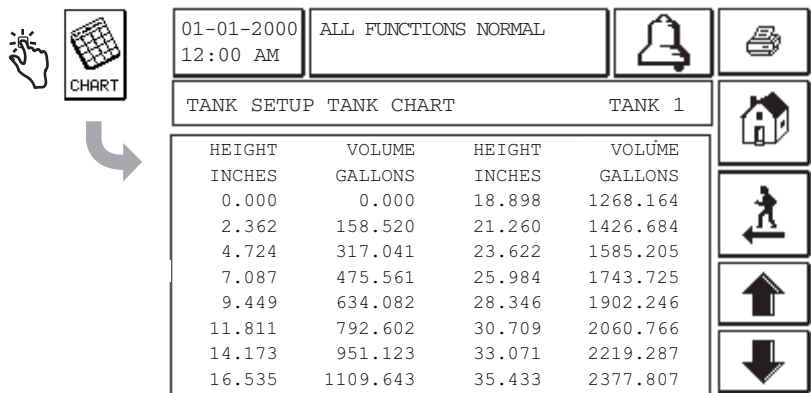 CHART
01-01-2000
12:00 AM
ALL FUNCTIONS NORMAL
TANK SETUP TANK CHART TANK 1
HEIGHT VOLUME HEIGHT VOLUME
INCHES GALLONS INCHES GALLONS
0.000 0.000 18.898 1268.164
2.362 158.520 21.260 1426.684
4.724 317.041 23.622 1585.205
7.087 475.561 25.984 1743.725
9.449 634.082 28.346 1902.246
11.811 792.602 30.709 2060.766
14.173 951.123 33.071 2219.287
16.535 1109.643 35.433 2377.807